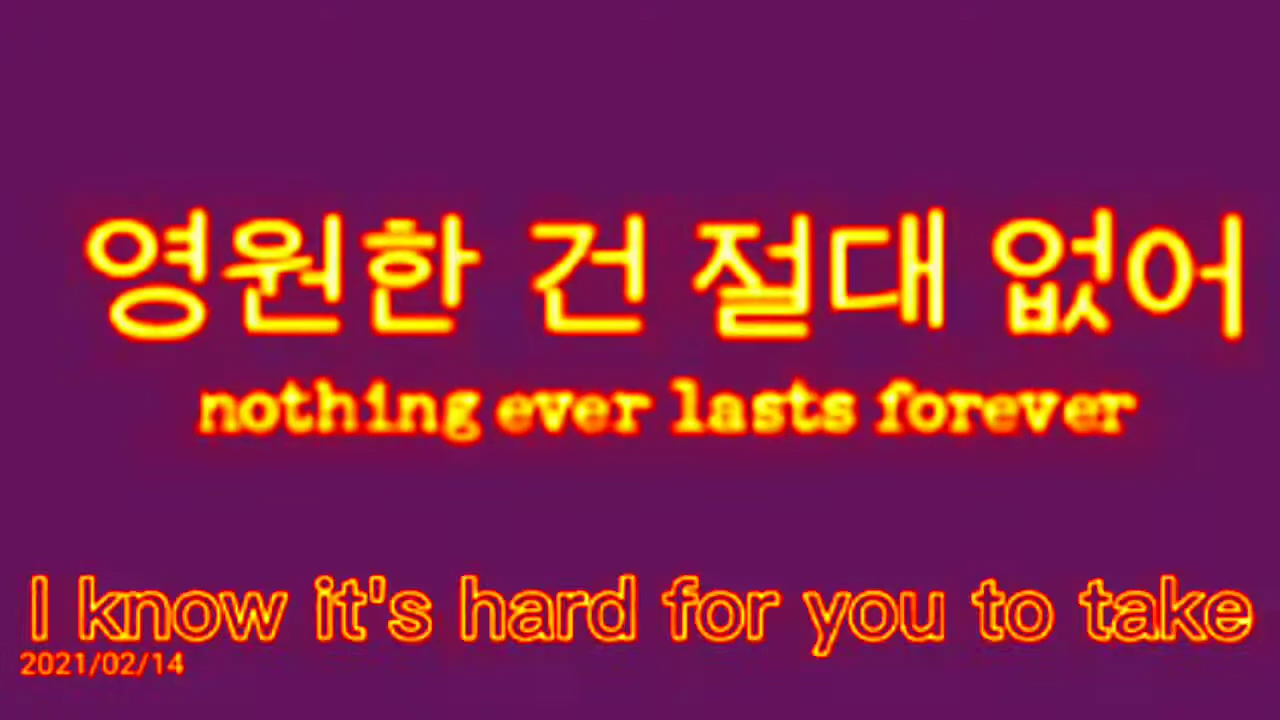 영원한 건 절대 없어
nothing ever lasts forever
I know it's hard for you to take
2021/02/14